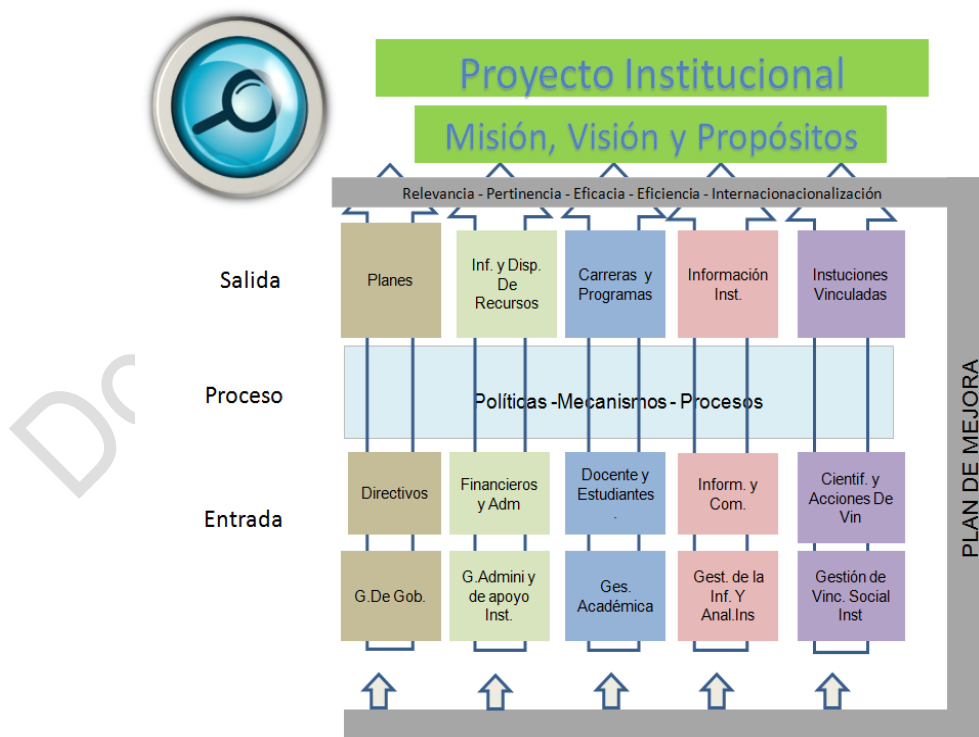 Proyecto Institucional
Misión, Visión y Propósitos
Relevancia - Pertinencia - Eficacia - Eficiencia - Internacionacionalización
Salida
Planes
Inf. y Disp.
De
Recursos
Carreras y
Programas
Información
Inst.
Instuciones
Vinculadas
Proceso
Políticas -Mecanismos - Procesos
Entrada
Directivos
Financieros
y Adm
Docente y
Estudiantes
.
Inform. y
Com.
Cientif. y
Acciones De
Vin
G.De Gob.
G.Admini y
de apoyo
Inst.
Ges.
Académica
Gest. de la
Inf. Y
Anal.Ins
Gestión de
Vinc. Social
Inst
PLAN DE MEJORA